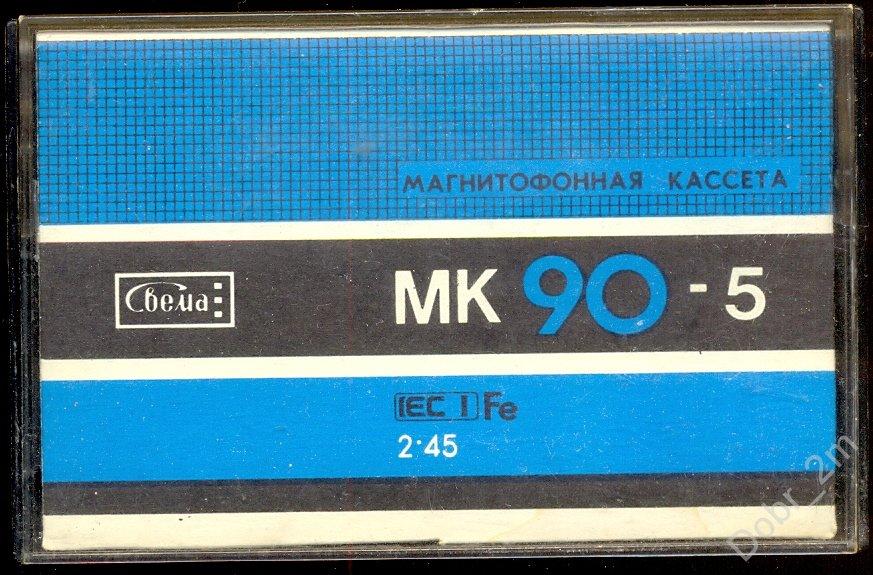 МАГНИТОФОННАЯ КАССЕТА
Свема
МК 90-5
IEC I Fe
2·45
Dobr_2m